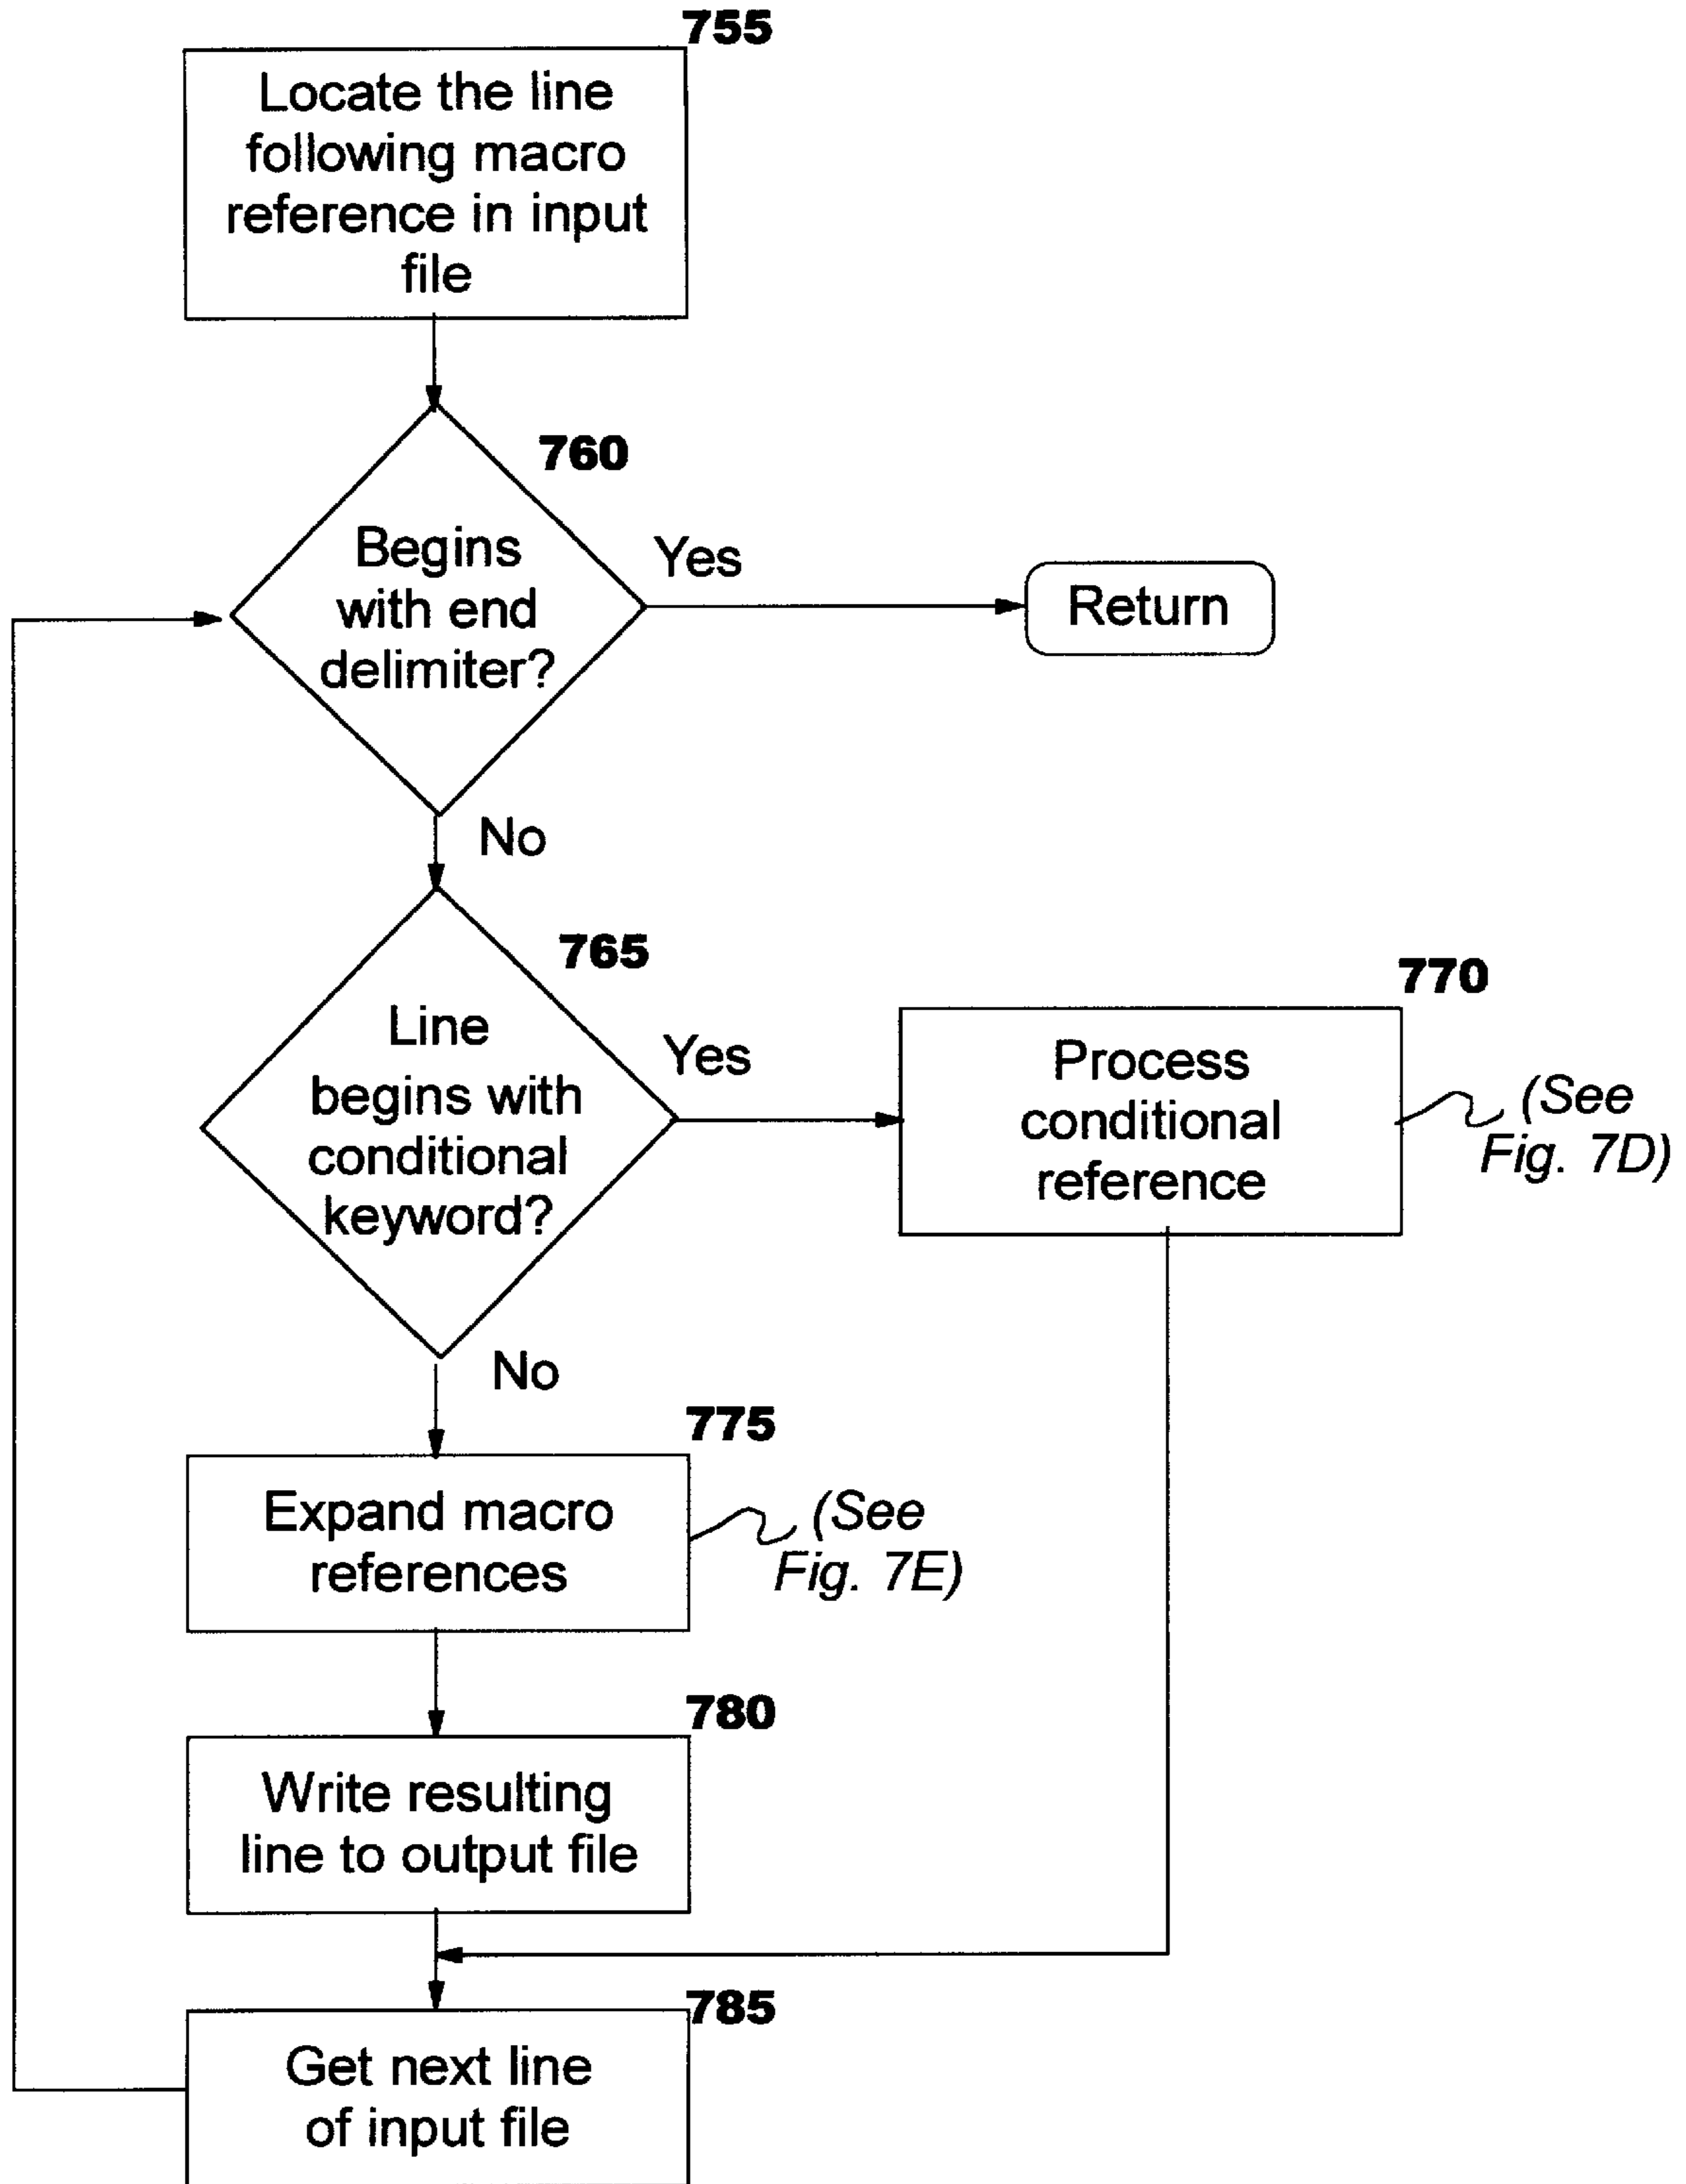 755
Locate the line
following macro
reference in input
file
760
Begins
with end
delimiter?
Yes
Return
No
765
Line
begins with
conditional
keyword?
Yes
770
Process
conditional
reference
(See
Fig. 7D)
No
775
Expand macro
references
(See
Fig. 7E)
780
Write resulting
line to output file
785
Get next line
of input file